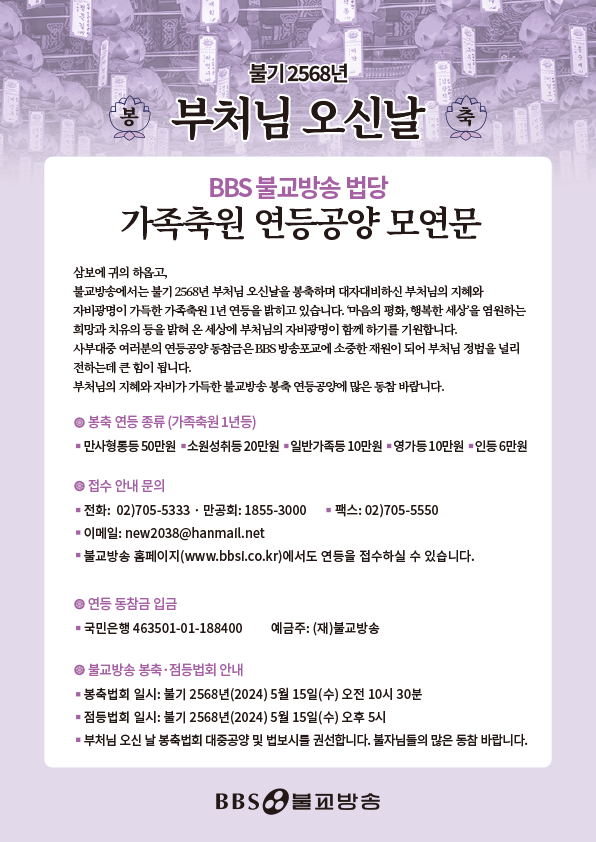 불기 2568년
봉 부처님 오신날 축
BBS 불교방송 법당
가족축원 연등공양 모연문
삼보에 귀의 하옵고,
불교방송에서는 불기 2568년 부처님 오신날을 봉축하며 대자대비하신 부처님의 지혜와
자비광명이 가득한 가족축원 1년 연등을 밝히고 있습니다. '마음의 평화, 행복한 세상'을 염원하는
희망과 치유의 등을 밝혀 온 세상에 부처님의 자비광명이 함께 하기를 기원합니다.
사부대중 여러분의 연등공양 동참금은 BBS 방송포교에 소중한 재원이 되어 부처님 정법을 널리
전하는데 큰 힘이 됩니다.
부처님의 지혜와 자비가 가득한 불교방송 봉축 연등공양에 많은 동참 바랍니다.
봉축 연등 종류 (가족축원 1년등)
▪ 만사형통등 50만원 ▪ 소원성취등 20만원 ▪ 일반가족등 10만원 ▪ 영가등 10만원 ▪ 인등 6만원
접수 안내 문의
▪ 전화: 02)705-5333 · 만공회: 1855-3000 ▪ 팩스: 02)705-5550
▪ 이메일: new2038@hanmail.net
▪ 불교방송 홈페이지(www.bbsi.co.kr)에서도 연등을 접수하실 수 있습니다.
연등 동참금 입금
▪ 국민은행 463501-01-188400 예금주: (재)불교방송
불교방송 봉축·점등법회 안내
▪ 봉축법회 일시: 불기 2568년(2024) 5월 15일(수) 오전 10시 30분
▪ 점등법회 일시: 불기 2568년(2024) 5월 15일(수) 오후 5시
▪ 부처님 오신 날 봉축법회 대중공양 및 법보시를 권선합니다. 불자님들의 많은 동참 바랍니다.
BBS 불교방송